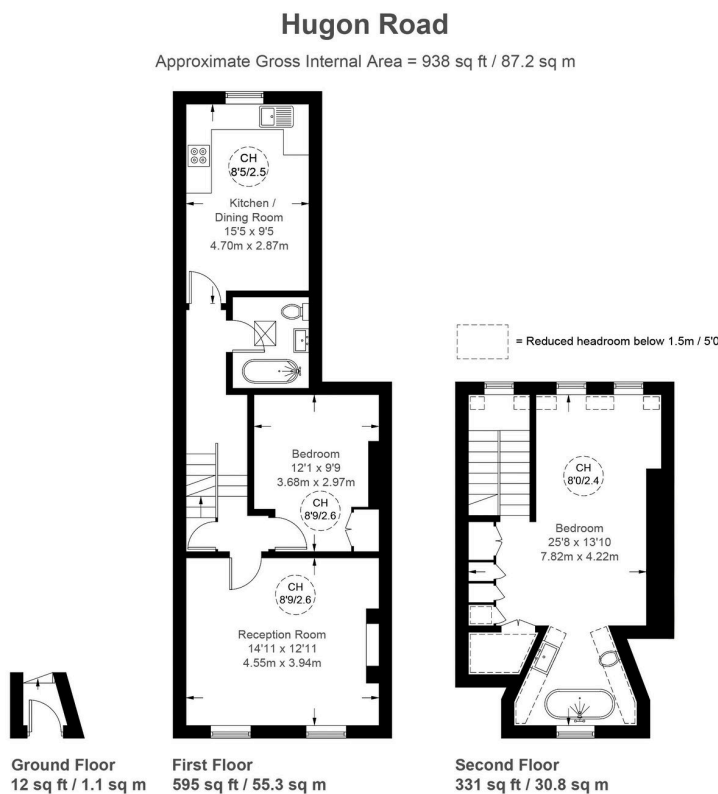 Hugon Road
Approximate Gross Internal Area = 938 sq ft / 87.2 sq m
CH
8'5/2.5
Kitchen /
Dining Room
15'5 x 9'5
4.70m x 2.87m
= Reduced headroom below 1.5m / 5'0
Bedroom
12'1 x 9'9
3.68m x 2.97m
CH
8'9/2.6
CH
8'0/2.4
Bedroom
25'8 x 13'10
7.82m x 4.22m
CH
8'9/2.6
Reception Room
14'11 x 12'11
4.55m x 3.94m
Ground Floor
12 sq ft / 1.1 sq m
First Floor
595 sq ft / 55.3 sq m
Second Floor
331 sq ft / 30.8 sq m